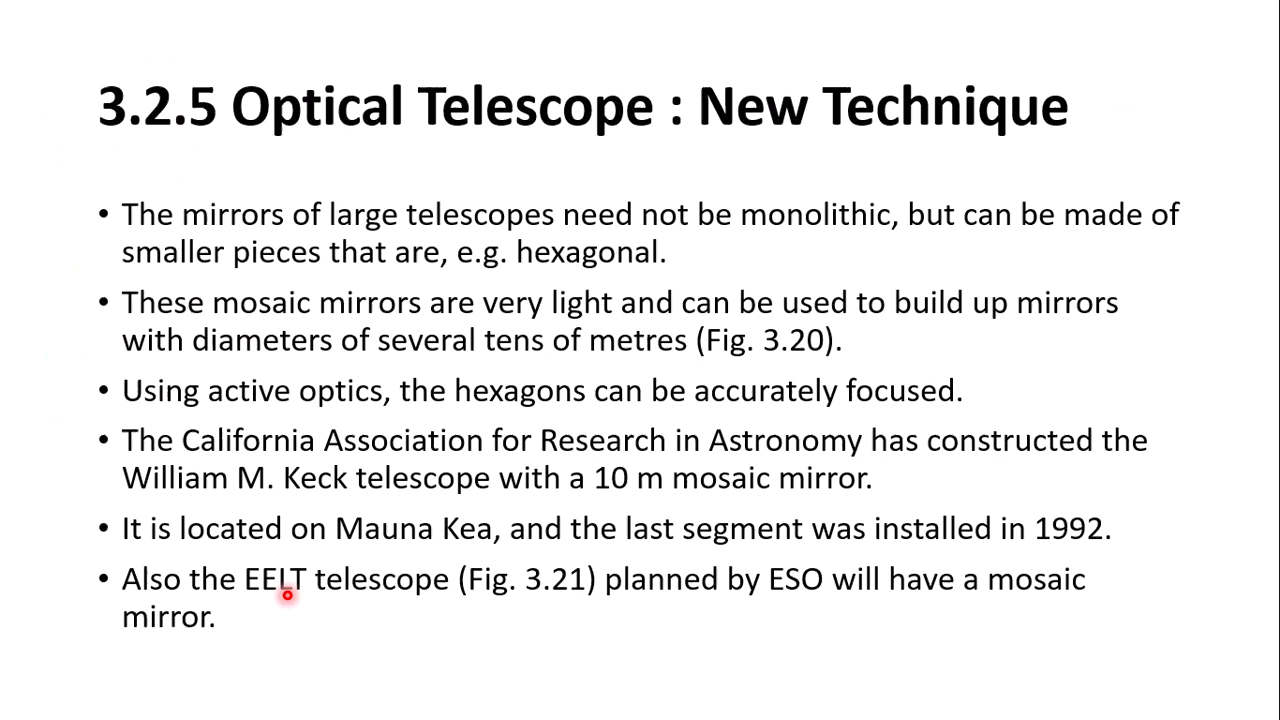 3.2.5 Optical Telescope : New Technique
• The mirrors of large telescopes need not be monolithic, but can be made of
smaller pieces that are, e.g. hexagonal.
• These mosaic mirrors are very light and can be used to build up mirrors
with diameters of several tens of metres (Fig. 3.20).
• Using active optics, the hexagons can be accurately focused.
• The California Association for Research in Astronomy has constructed the
William M. Keck telescope with a 10 m mosaic mirror.
• It is located on Mauna Kea, and the last segment was installed in 1992.
• Also the EELT telescope (Fig. 3.21) planned by ESO will have a mosaic
mirror.